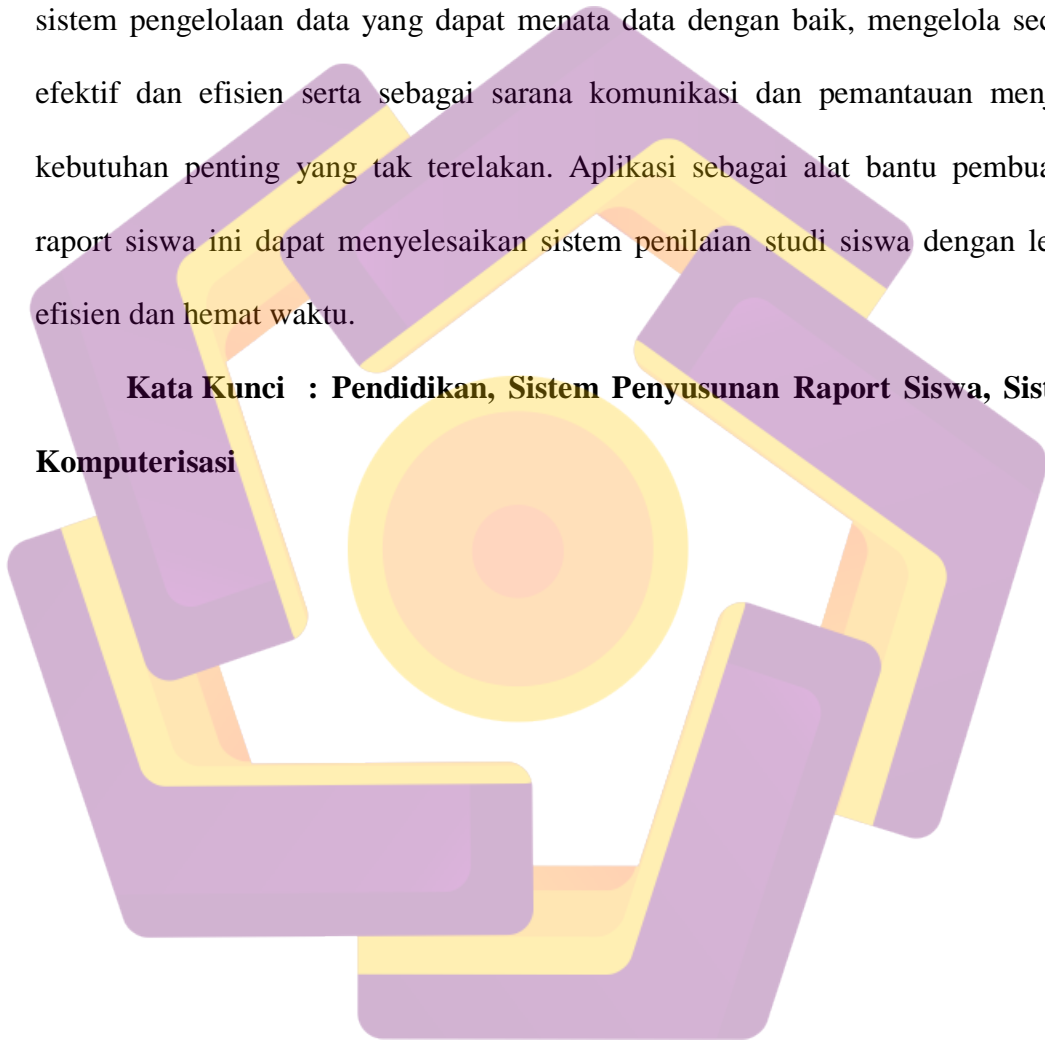 sistem pengelolaan data yang dapat menata data dengan baik, mengelola sec
efektif dan efisien serta sebagai sarana komunikasi dan pemantauan menj
kebutuhan penting yang tak terelakan. Aplikasi sebagai alat bantu pembua
raport siswa ini dapat menyelesaikan sistem penilaian studi siswa dengan le
efisien dan hemat waktu.
Kata Kunci : Pendidikan, Sistem Penyusunan Raport Siswa, Sist
Komputerisasi